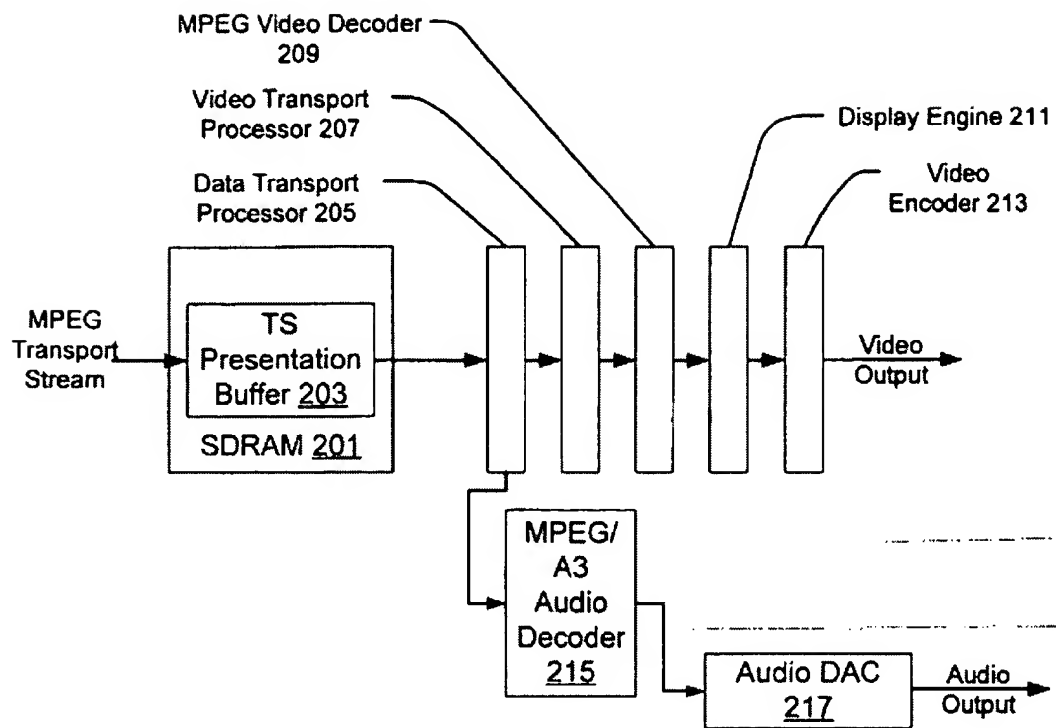 MPEG Video Decoder
209
Video Transport
Processor 207
Display Engine 211
Data Transport
Processor 205
Video
Encoder 213
MPEG
Transport
Stream
TS
Presentation
Buffer 203
SDRAM 201
Video
Output
MPEG/
A3
Audio
Decoder
215
Audio DAC
217
Audio
Output